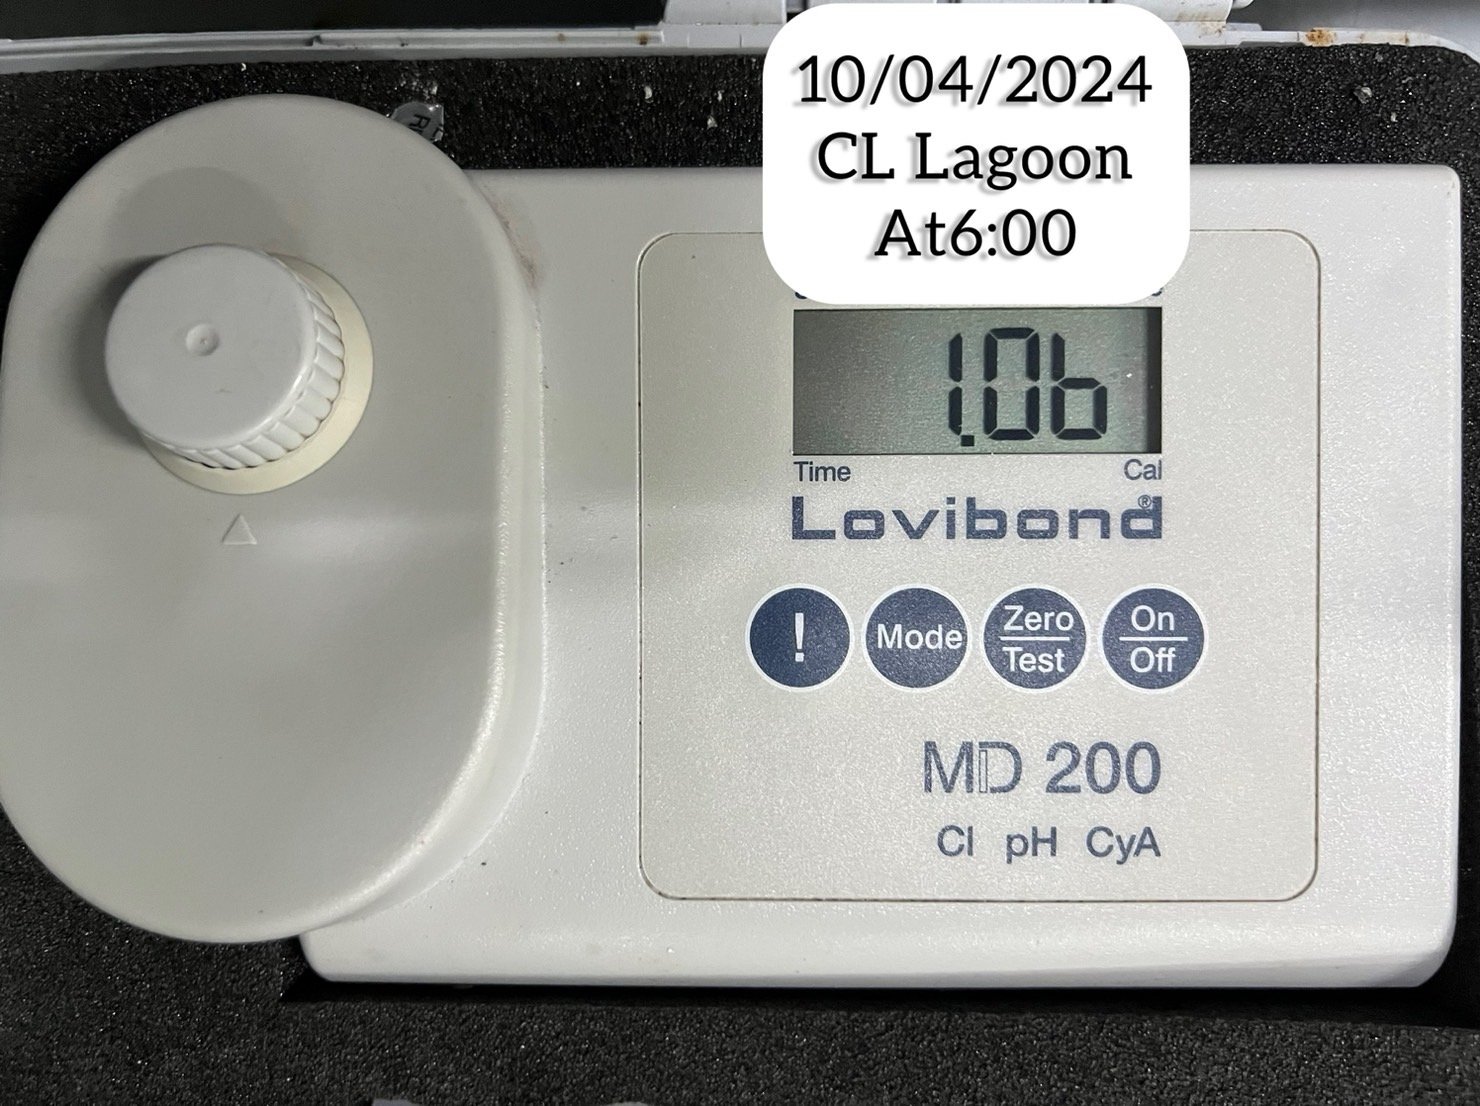 10/04/2024
CL Lagoon
At6:00
1.06
Time Cal
Lovibond®
! Mode Zero/Test On/Off
MD 200
Cl pH CyA